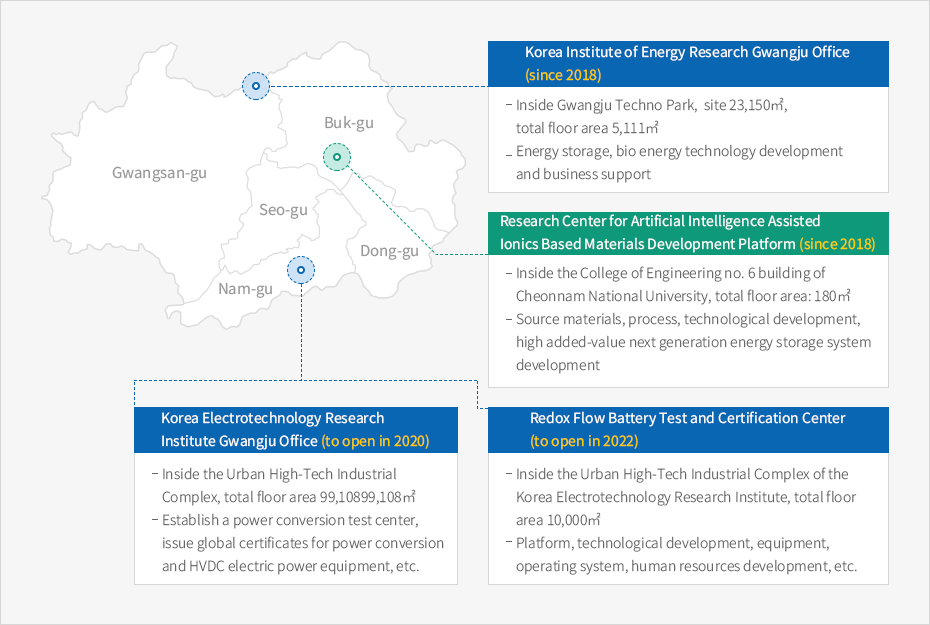 Korea Institute of Energy Research Gwangju Office
(since 2018)
– Inside Gwangju Techno Park, site 23,150㎡,
total floor area 5,111㎡
– Energy storage, bio energy technology development
and business support
Buk-gu
Gwangsan-gu
Seo-gu
Dong-gu
Nam-gu
Research Center for Artificial Intelligence Assisted
Ionics Based Materials Development Platform (since 2018)
– Inside the College of Engineering no. 6 building of
Cheonnam National University, total floor area: 180㎡
– Source materials, process, technological development,
high added-value next generation energy storage system
development
Korea Electrotechnology Research
Institute Gwangju Office (to open in 2020)
– Inside the Urban High-Tech Industrial
Complex, total floor area 99,10899,108㎡
– Establish a power conversion test center,
issue global certificates for power conversion
and HVDC electric power equipment, etc.
Redox Flow Battery Test and Certification Center
(to open in 2022)
– Inside the Urban High-Tech Industrial Complex of the
Korea Electrotechnology Research Institute, total floor
area 10,000㎡
– Platform, technological development, equipment,
operating system, human resources development, etc.